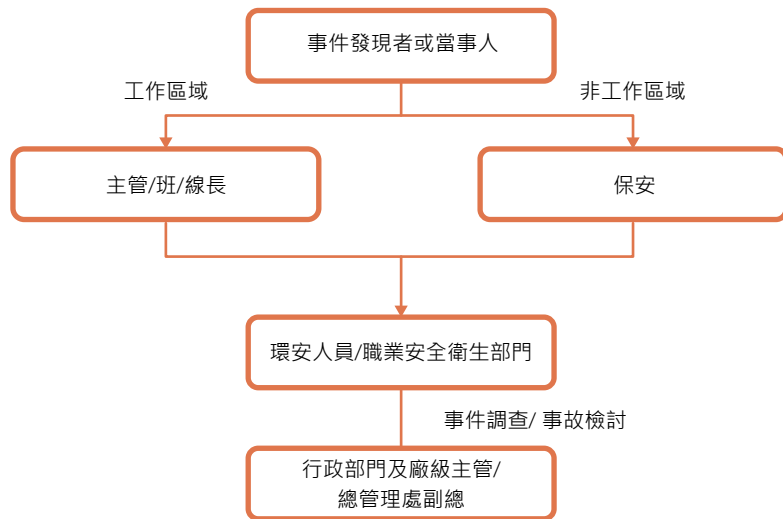 事件發現者或當事人
工作區域
非工作區域
主管/班/線長
保安
環安人員/職業安全衛生部門
事件調查/ 事故檢討
行政部門及廠級主管/
總管理處副總